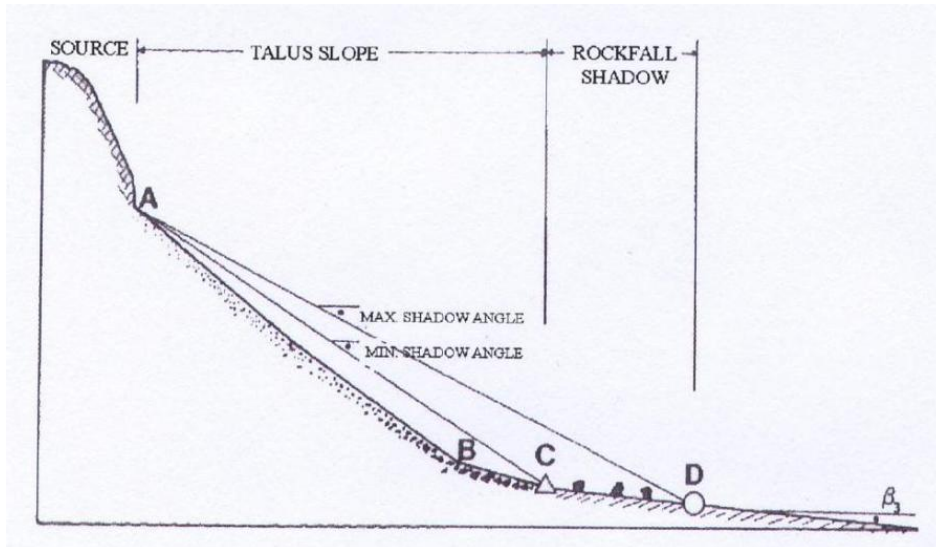 SOURCE
TALUS SLOPE
ROCKFALL
SHADOW
A
MAX. SHADOW ANGLE
MIN. SHADOW ANGLE
B
C
D
β3